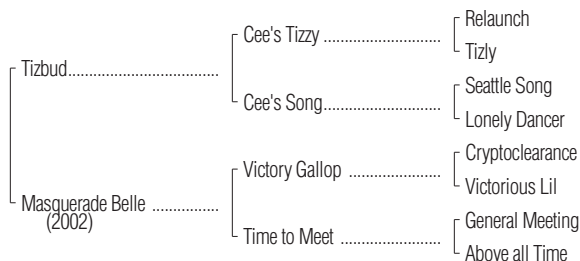 Relaunch
Cee's Tizzy ..............................
Tizly
Tizbud.......................................
Seattle Song
Cee's Song..............................
Lonely Dancer
Cryptoclearance
Victory Gallop ........................
Victorious Lil
Masquerade Belle .................
(2002)
General Meeting
Time to Meet ..........................
Above all Time